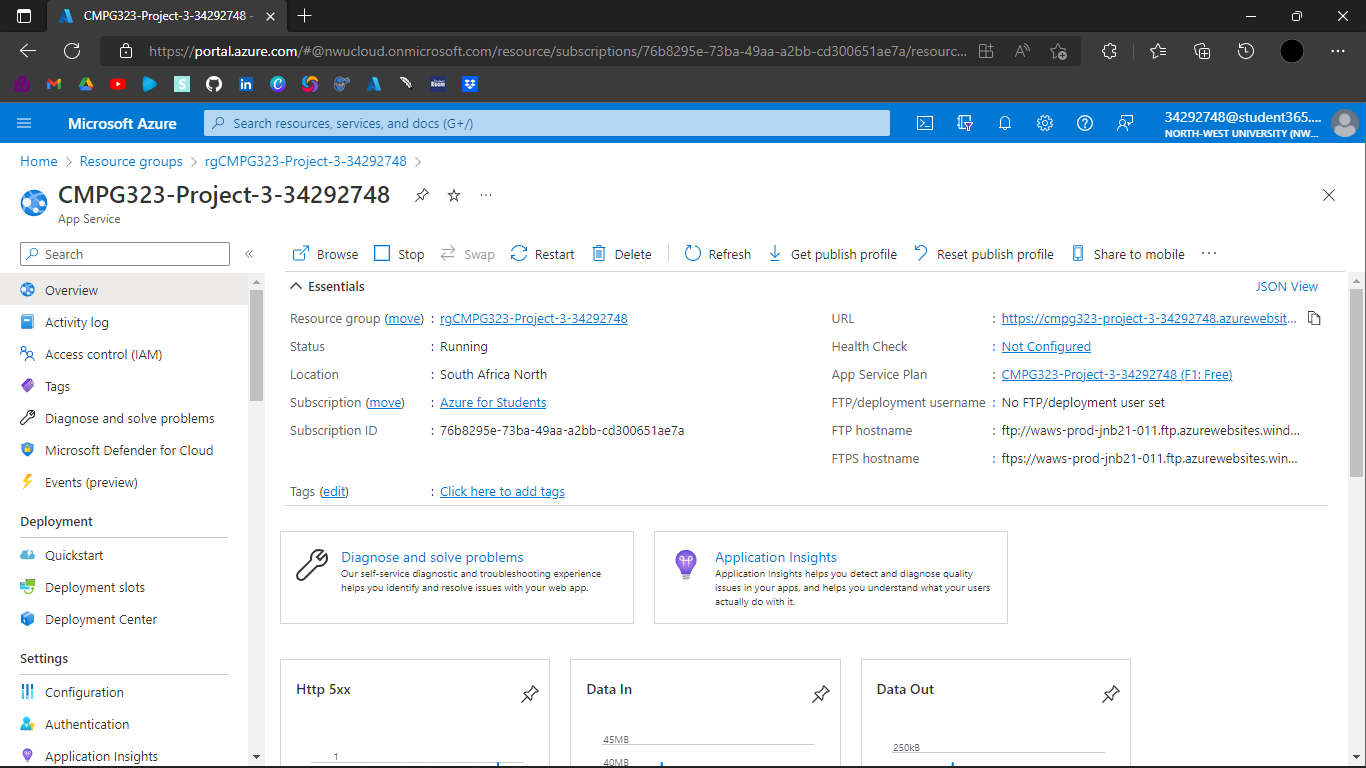 CMPG323-Project-3-34292748 -
https://portal.azure.com/#@nwucloud.onmicrosoft.com/resource/subscriptions/76b8295e-73ba-49aa-a2bb-cd300651ae7a/resourc...
Microsoft Azure
Search resources, services, and docs (G+/)
34292748@student365....
NORTH-WEST UNIVERSITY (NW...
Home > Resource groups > rgCMPG323-Project-3-34292748 >
CMPG323-Project-3-34292748
App Service
Search
«
Browse Stop Swap Restart Delete Refresh Get publish profile Reset publish profile Share to mobile ...
Overview
Activity log
Access control (IAM)
Tags
Diagnose and solve problems
Microsoft Defender for Cloud
Events (preview)
Deployment
Quickstart
Deployment slots
Deployment Center
Settings
Configuration
Authentication
Application Insights
Essentials
JSON View
Resource group (move) : rgCMPG323-Project-3-34292748
Status : Running
Location : South Africa North
Subscription (move) : Azure for Students
Subscription ID : 76b8295e-73ba-49aa-a2bb-cd300651ae7a
URL : https://cmpg323-project-3-34292748.azurewebsit...
Health Check : Not Configured
App Service Plan : CMPG323-Project-3-34292748 (F1: Free)
FTP/deployment username : No FTP/deployment user set
FTP hostname : ftp://waws-prod-jnb21-011.ftp.azurewebsites.wind...
FTPS hostname : ftps://waws-prod-jnb21-011.ftp.azurewebsites.win...
Tags (edit) : Click here to add tags
Diagnose and solve problems
Our self-service diagnostic and troubleshooting experience
helps you identify and resolve issues with your web app.
Application Insights
Application Insights helps you detect and diagnose quality
issues in your apps, and helps you understand what your users
actually do with it.
Http 5xx
1
Data In
45MB
40MB
Data Out
250kB